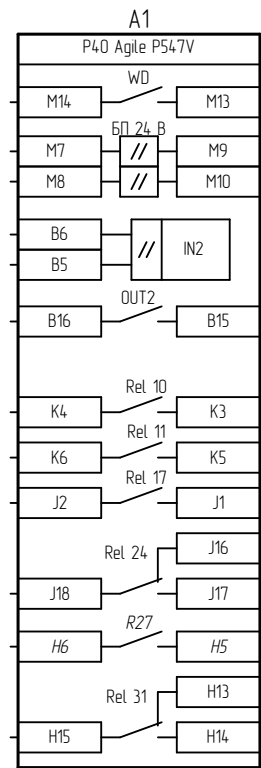 A1
P40 Agile P547V
WD
M14 M13
БП 24 В
M7 // M9
M8 // M10
B6
// IN2
B5
OUT2
B16 B15
Rel 10
K4 K3
Rel 11
K6 K5
Rel 17
J2 J1
J16
Rel 24
J18 J17
R27
H6 H5
H13
Rel 31
H15 H14